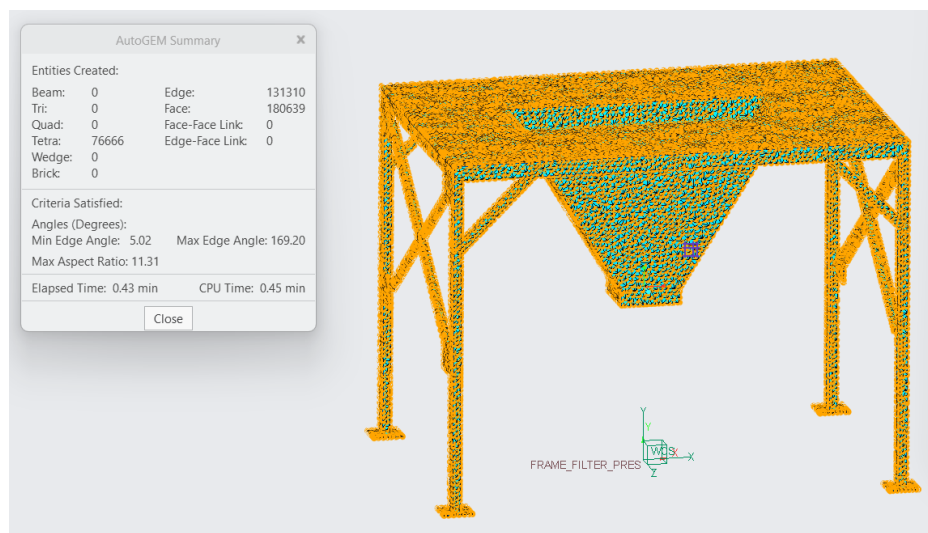 AutoGEM Summary
Entities Created:
Beam: 0 Edge: 131310
Tri: 0 Face: 180639
Quad: 0 Face-Face Link: 0
Tetra: 76666 Edge-Face Link: 0
Wedge: 0
Brick: 0
Criteria Satisfied:
Angles (Degrees):
Min Edge Angle: 5.02 Max Edge Angle: 169.20
Max Aspect Ratio: 11.31
Elapsed Time: 0.43 min CPU Time: 0.45 min
Close
Y
Y
WCS X X
FRAME_FILTER_PRES
Z